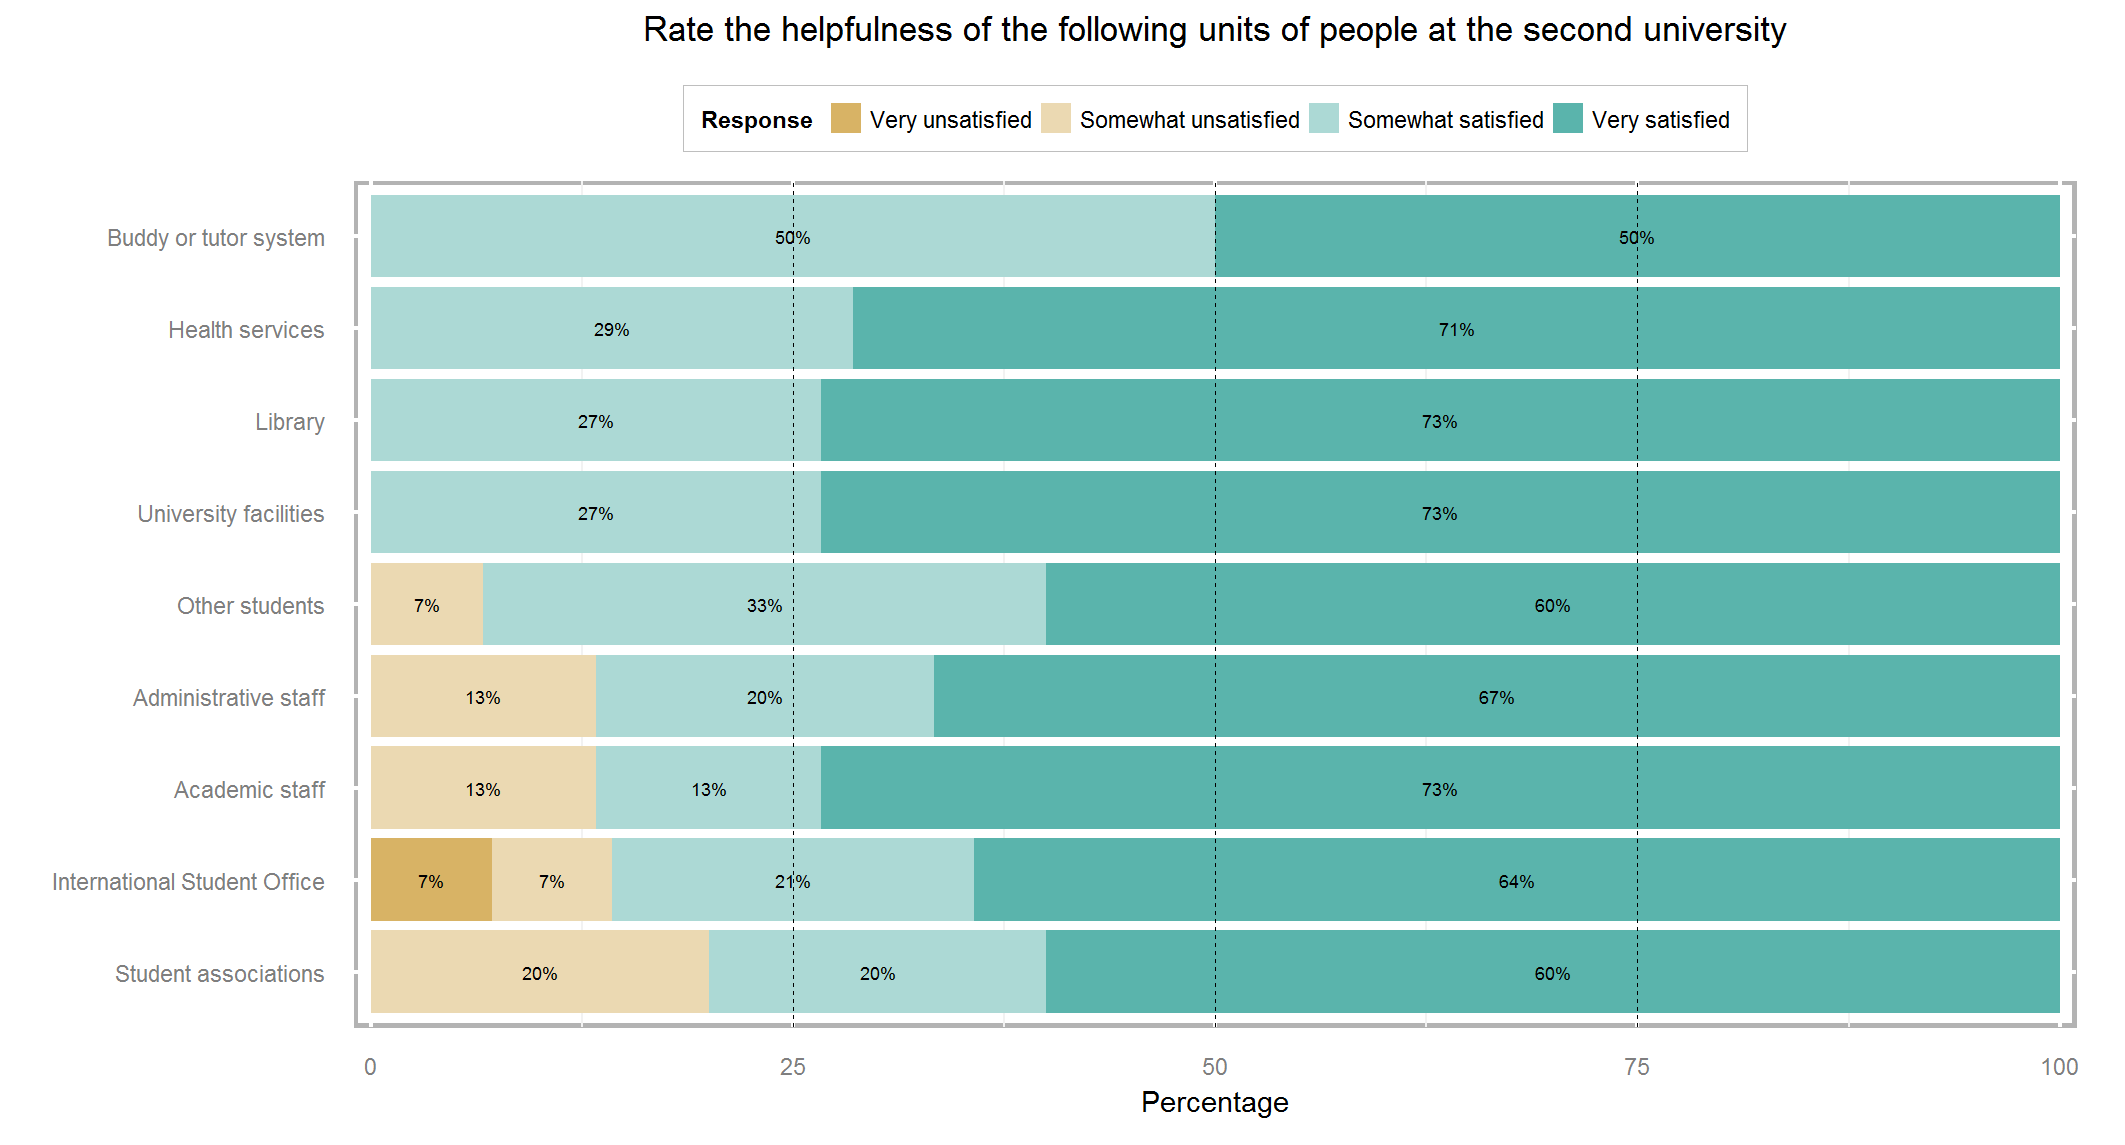 Rate the helpfulness of the following units of people at the second university
Response Very unsatisfied Somewhat unsatisfied Somewhat satisfied Very satisfied
Buddy or tutor system 50% 50%
Health services 29% 71%
Library 27% 73%
University facilities 27% 73%
Other students 7% 33% 60%
Administrative staff 13% 20% 67%
Academic staff 13% 13% 73%
International Student Office 7% 7% 21% 64%
Student associations 20% 20% 60%
0 25 50 75 100
Percentage